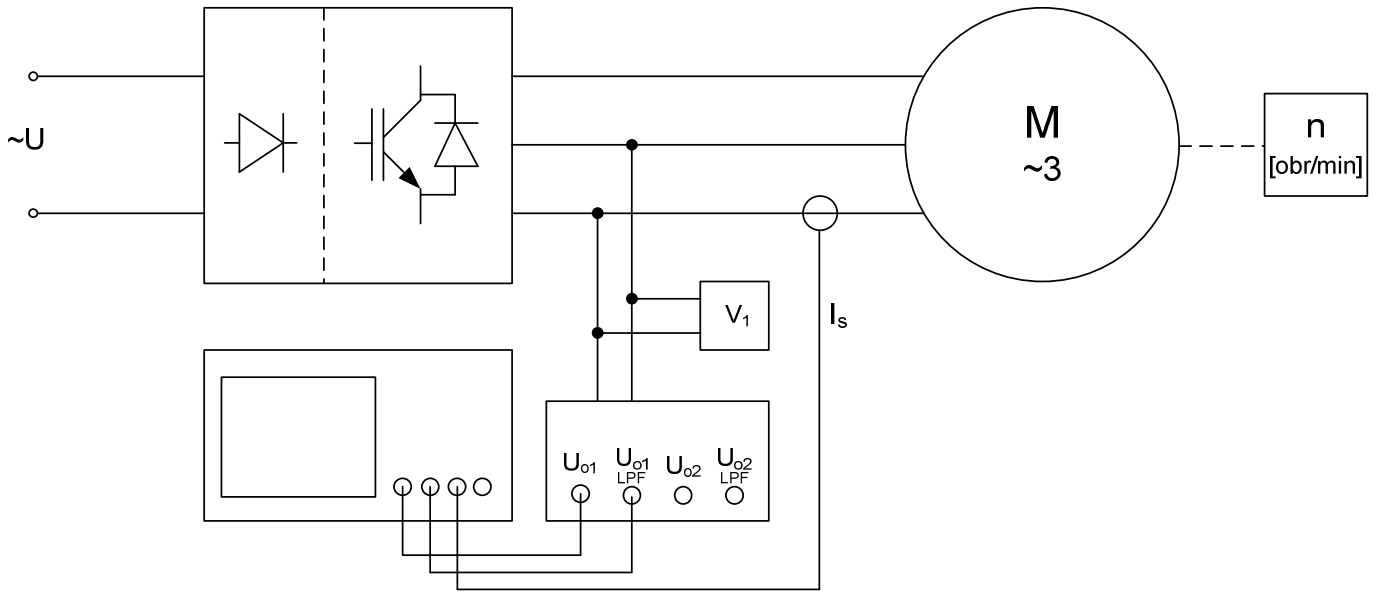 ~U
M
~3
n
[obr/min]
V1
Is
Uo1
Uo1
LPF
Uo2
Uo2
LPF